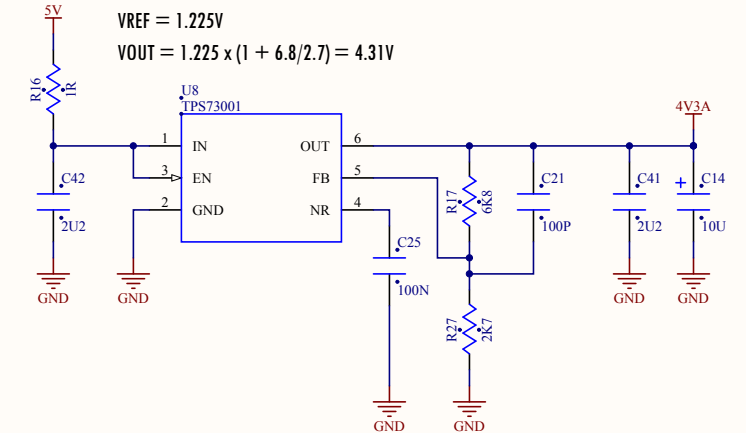 5V
VREF = 1.225V
VOUT = 1.225 x (1 + 6.8/2.7) = 4.31V
R16
1R
U8
TPS73001
4V3A
1
IN
OUT
6
3
EN
FB
5
2
GND
NR
4
C42
2U2
R17
6K8
C21
100P
C41
2U2
+
C14
10U
C25
100N
GND
GND
GND
GND
R27
2K7
GND
GND